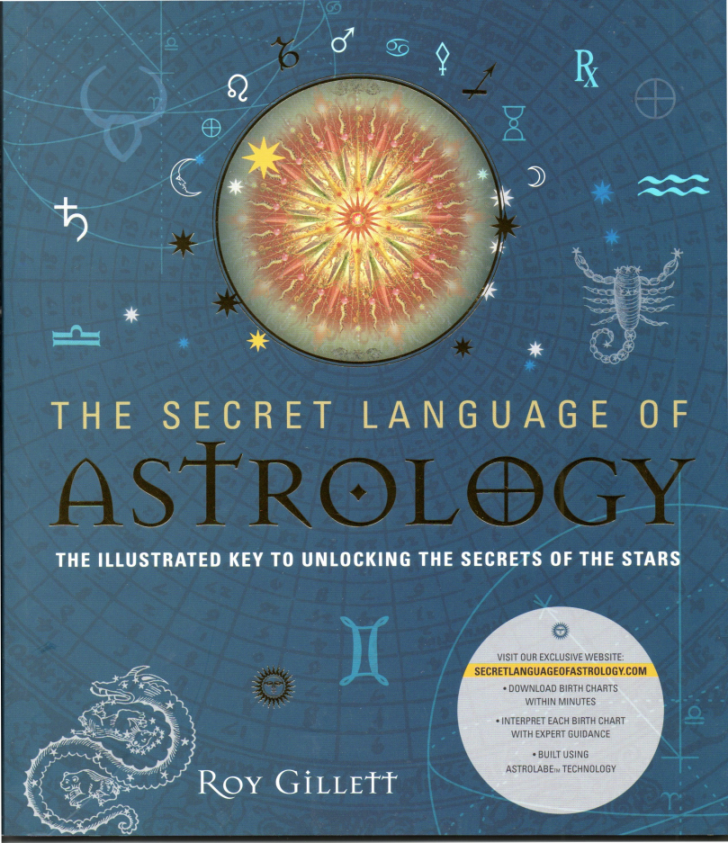 THE SECRET LANGUAGE OF
ASTROLOGY
THE ILLUSTRATED KEY TO UNLOCKING THE SECRETS OF THE STARS
VISIT OUR EXCLUSIVE WEBSITE:
SECRETLANGUAGEOFASTROLOGY.COM
• DOWNLOAD BIRTH CHARTS
WITHIN MINUTES
• INTERPRET EACH BIRTH CHART
WITH EXPERT GUIDANCE
• BUILT USING
ASTROLABE™ TECHNOLOGY
ROY GILLETT